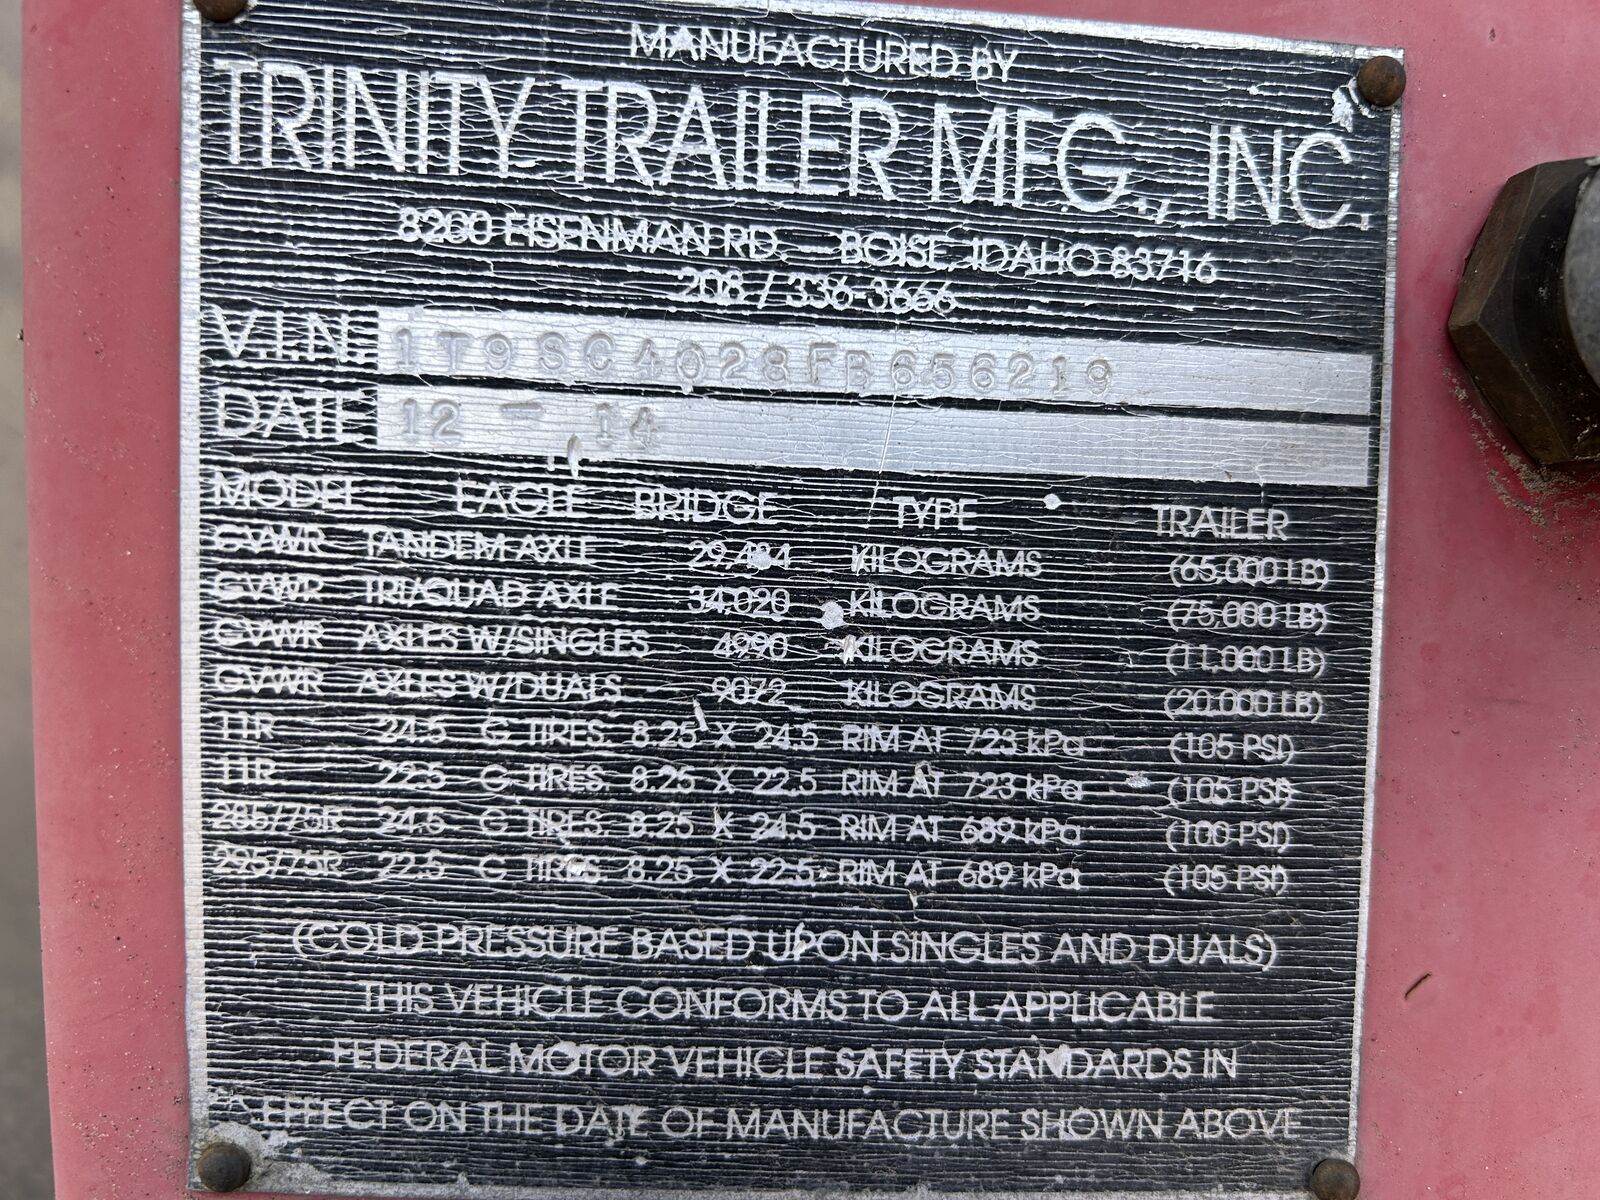 MANUFACTURED BY
TRINITY TRAILER MFG., INC.
8200 EISENMAN RD. - BOISE, IDAHO 83716
208 / 336-3666
V.I.N. 1T9SC4028FB656219
DATE 12 - 14
MODEL EAGLE BRIDGE TYPE TRAILER
GVWR TANDEM AXLE 29,484 KILOGRAMS (65,000 LB)
GVWR TRI/QUAD AXLE 34,020 KILOGRAMS (75,000 LB)
GVWR AXLES W/SINGLES 4990 KILOGRAMS (11,000 LB)
GVWR AXLES W/DUALS 9072 KILOGRAMS (20,000 LB)
11R 24.5 G TIRES. 8.25 X 24.5 RIM AT 723 kPa (105 PSI)
11R 22.5 G TIRES. 8.25 X 22.5 RIM AT 723 kPa (105 PSI)
285/75R 24.5 G TIRES. 8.25 X 24.5 RIM AT 689 kPa (100 PSI)
295/75R 22.5 G TIRES 8.25 X 22.5 RIM AT 689 kPa (105 PSI)
(COLD PRESSURE BASED UPON SINGLES AND DUALS)
THIS VEHICLE CONFORMS TO ALL APPLICABLE
FEDERAL MOTOR VEHICLE SAFETY STANDARDS IN
EFFECT ON THE DATE OF MANUFACTURE SHOWN ABOVE